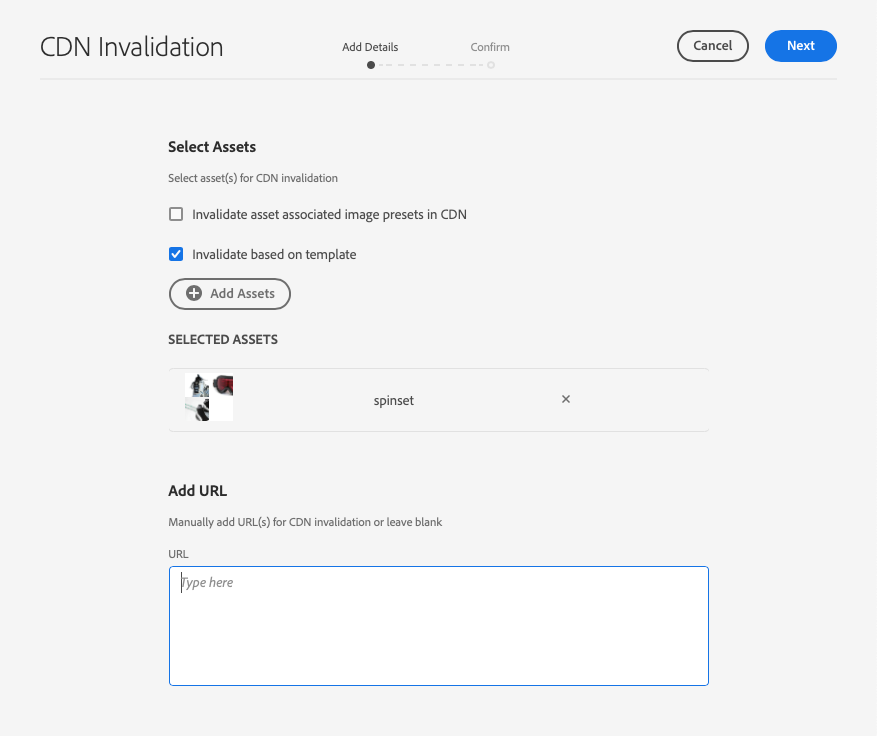 CDN Invalidation
Add Details
Confirm
Cancel
Next
Select Assets
Select asset(s) for CDN invalidation
Invalidate asset associated image presets in CDN
Invalidate based on template
Add Assets
SELECTED ASSETS
spinset
Add URL
Manually add URL(s) for CDN invalidation or leave blank
URL
Type here